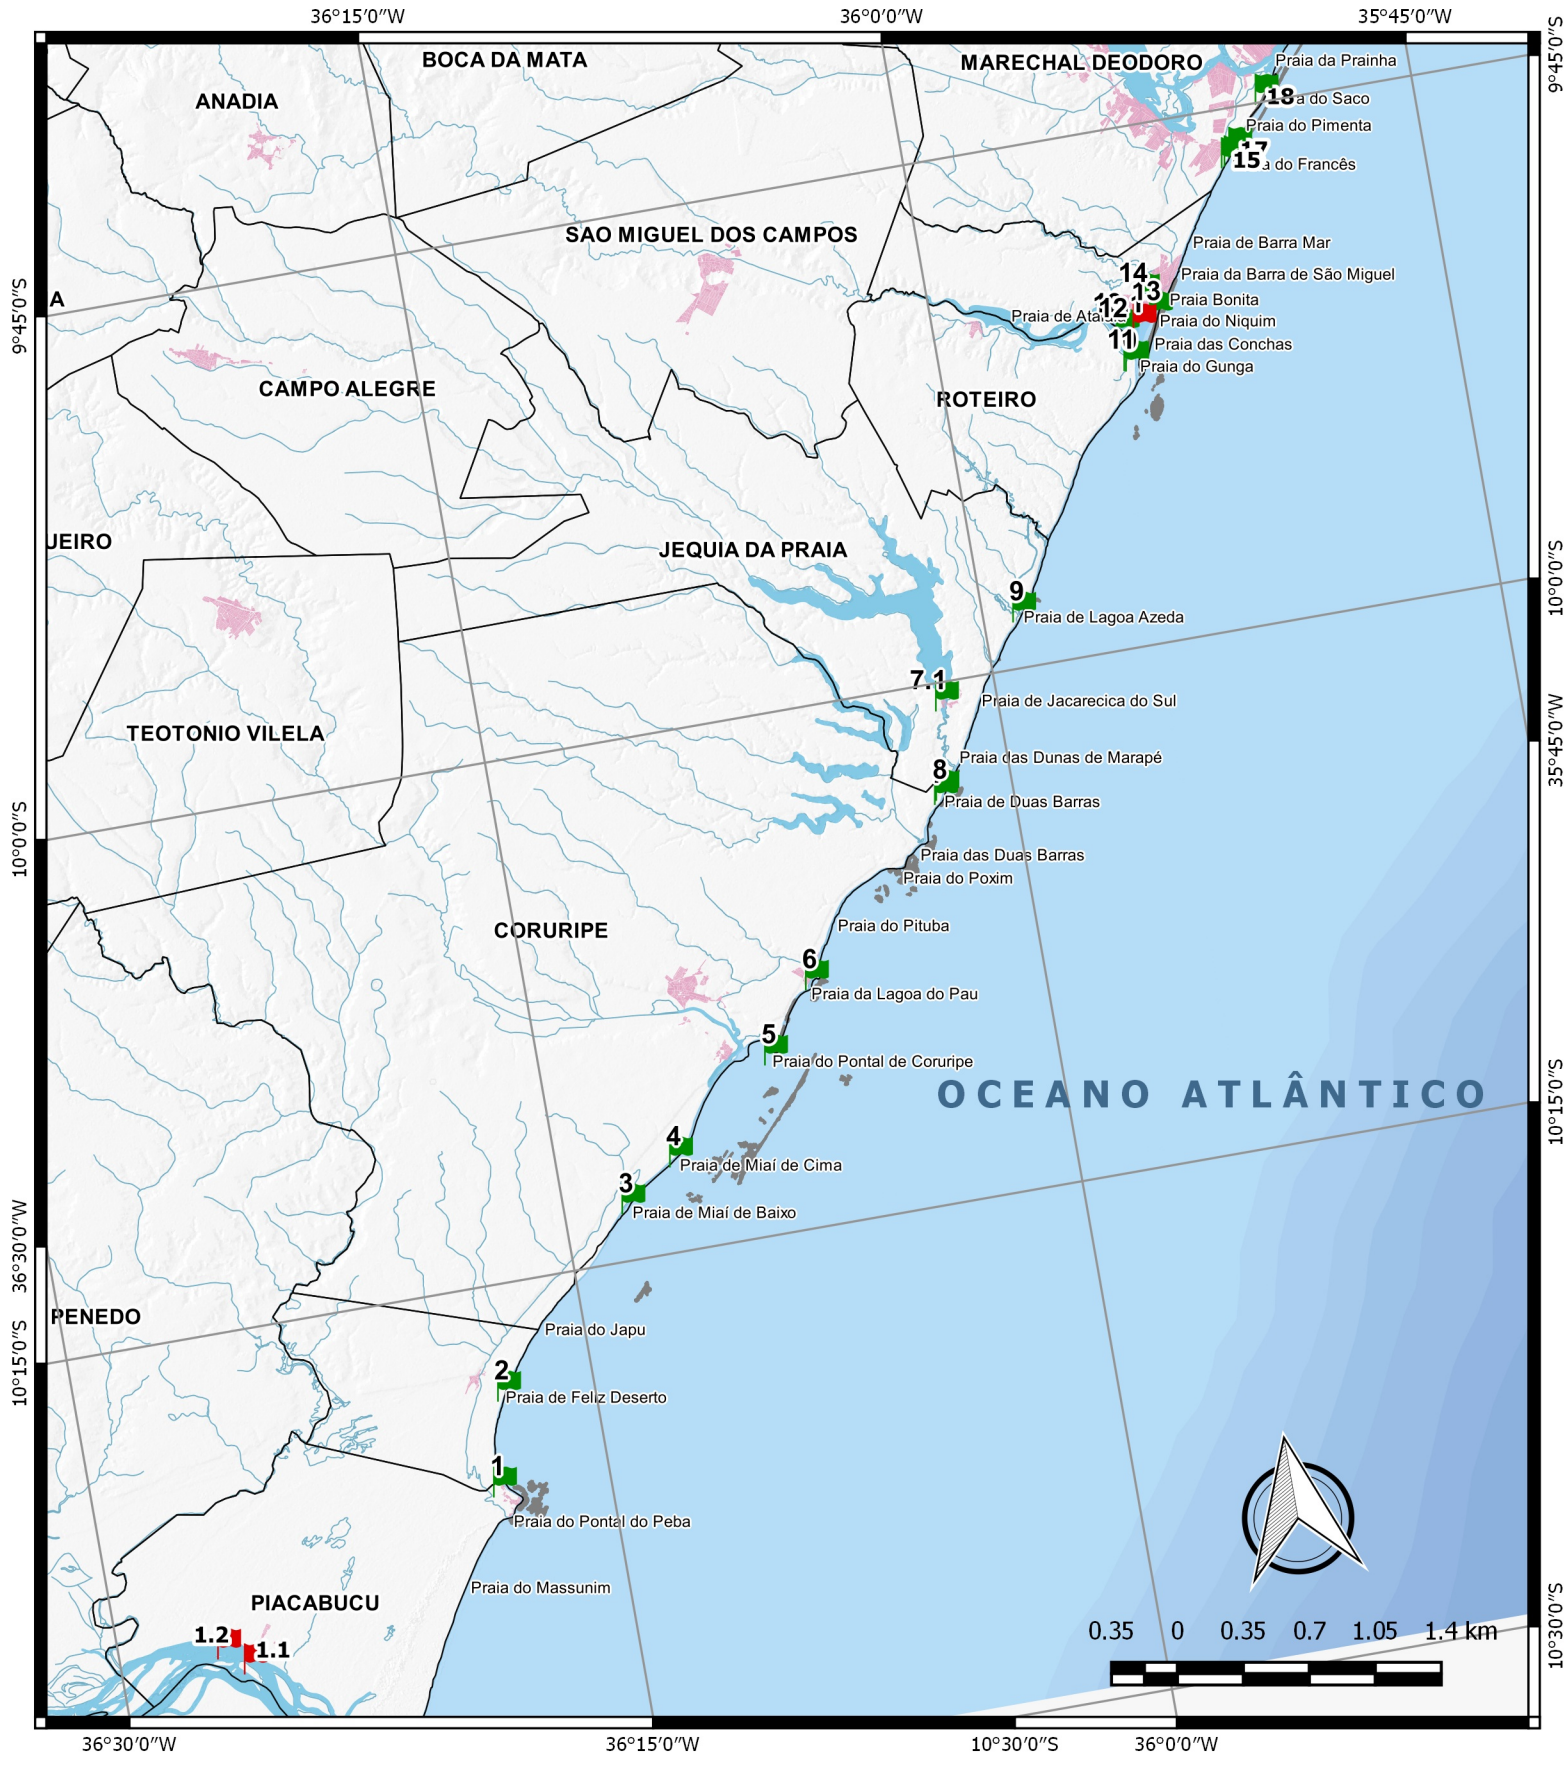 36°15'0"W
36°0'0"W
35°45'0"W
9°45'0"S
BOCA DA MATA
MARECHAL DEODORO
Praia da Prainha
ANADIA
18
a do Saco
Praia do Pimenta
17
15
a do Francês
SAO MIGUEL DOS CAMPOS
Praia de Barra Mar
14
Praia da Barra de São Miguel
13
Praia Bonita
A
12
Praia de Atalaia
Praia do Niquim
9°45'0"S
11
Praia das Conchas
Praia do Gunga
CAMPO ALEGRE
ROTEIRO
UEIRO
JEQUIA DA PRAIA
10°0'0"S
9
Praia de Lagoa Azeda
7.1
Praia de Jacarecica do Sul
TEOTONIO VILELA
35°45'0"W
Praia das Dunas de Marapé
8
Praia de Duas Barras
10°0'0"S
Praia das Duas Barras
Praia do Poxim
CORURIPE
Praia do Pituba
6
Praia da Lagoa do Pau
5
Praia do Pontal de Coruripe
OCEANO ATLÂNTICO
10°15'0"S
4
Praia de Miaí de Cima
3
Praia de Miaí de Baixo
36°30'0"W
PENEDO
Praia do Japu
10°15'0"S
2
Praia de Feliz Deserto
1
Praia do Pontal do Peba
Praia do Massunim
PIACABUCU
1.2
1.1
0.35 0 0.35 0.7 1.05 1.4 km
10°30'0"S
36°30'0"W
36°15'0"W
10°30'0"S
36°0'0"W